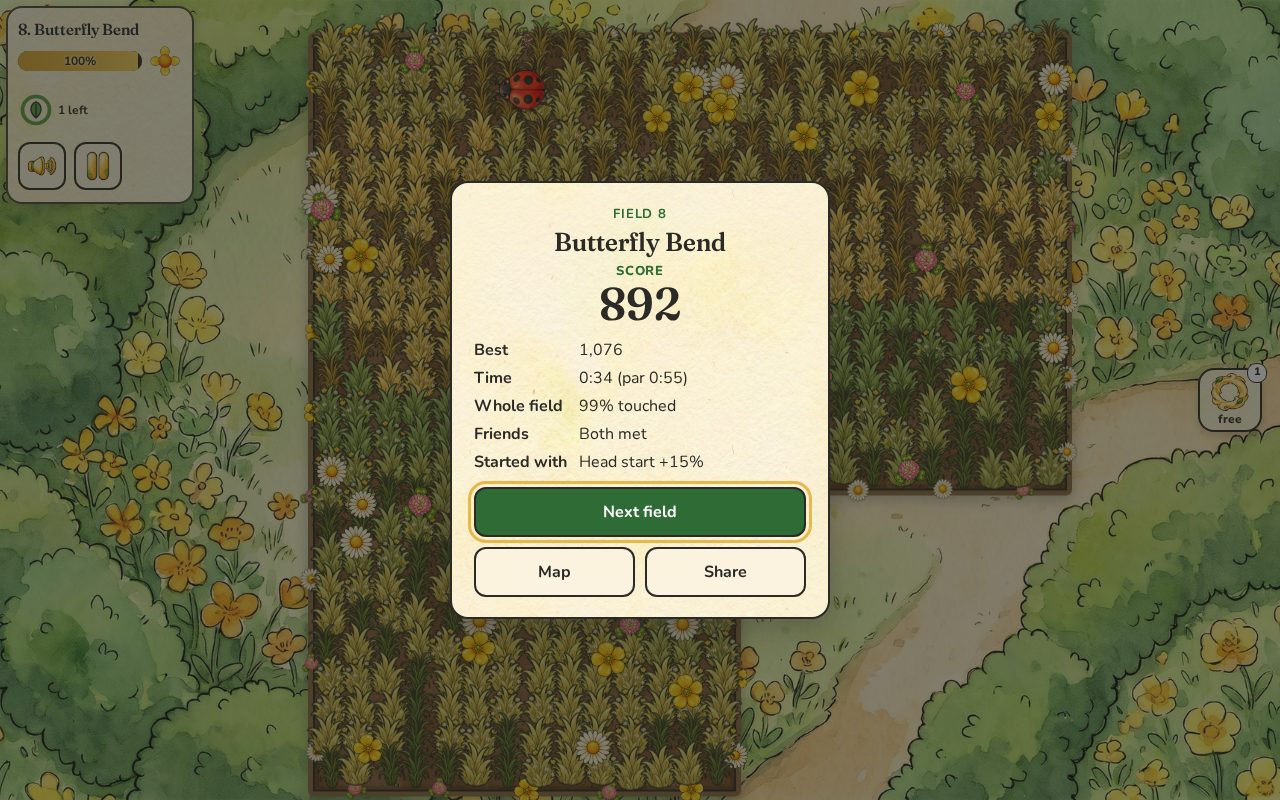 8. Butterfly Bend
100%
1 left
FIELD 8
Butterfly Bend
SCORE
892
Best 1,076
Time 0:34 (par 0:55)
Whole field 99% touched
Friends Both met
Started with Head start +15%
Next field
Map Share
1
free